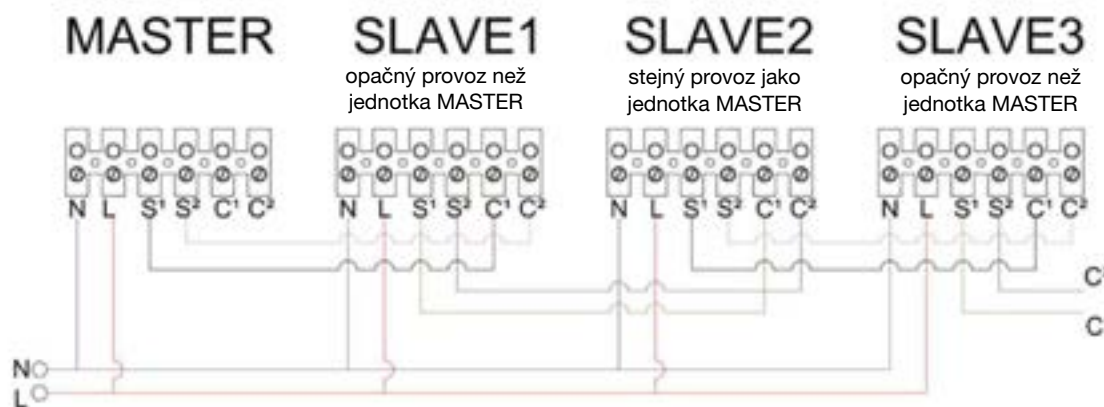 MASTER SLAVE1 SLAVE2 SLAVE3
opačný provoz než stejný provoz jako opačný provoz než
jednotka MASTER jednotka MASTER jednotka MASTER
N L S¹ S² C¹ C² N L S¹ S² C¹ C² N L S¹ S² C¹ C² N L S¹ S² C¹ C²
C
C
N
L